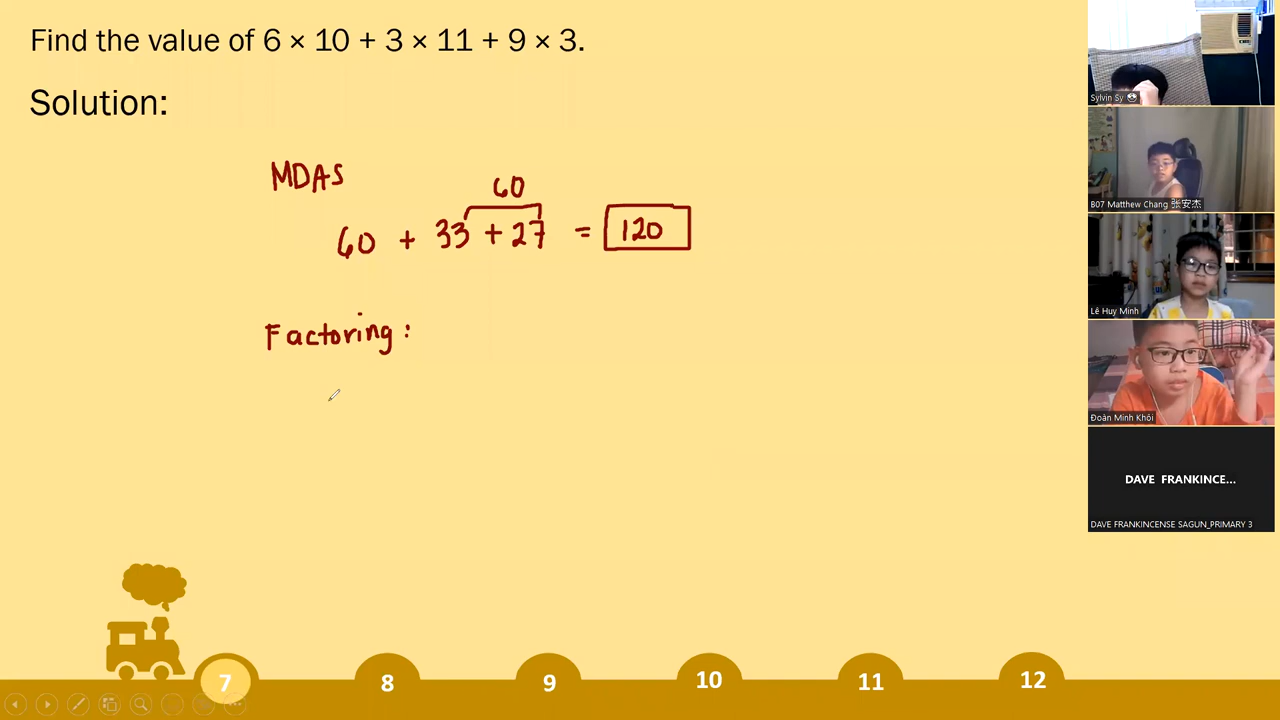 Find the value of 6 × 10 + 3 × 11 + 9 × 3.
Solution:
MDAS
60
60 + 33 + 27 = 120
Factoring :
Sylvin Sy
B07 Matthew Chang 张安杰
Lê Huy Minh
Đoàn Minh Khôi
DAVE FRANKINCE...
DAVE FRANKINCENSE SAGUN_PRIMARY 3
7 8 9 10 11 12